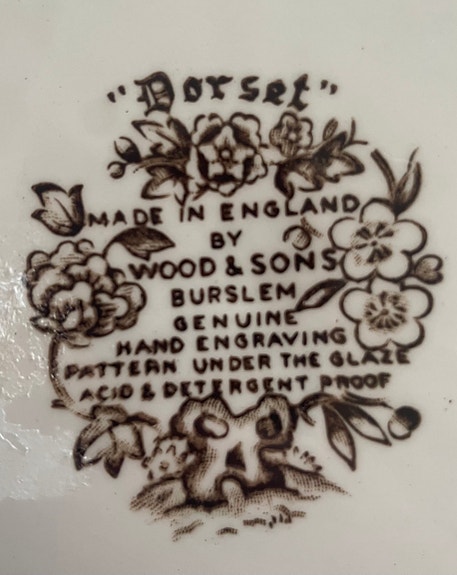 "Dorset"
MADE IN ENGLAND
BY
WOOD & SONS
BURSLEM
GENUINE
HAND ENGRAVING
PATTERN UNDER THE GLAZE
ACID & DETERGENT PROOF